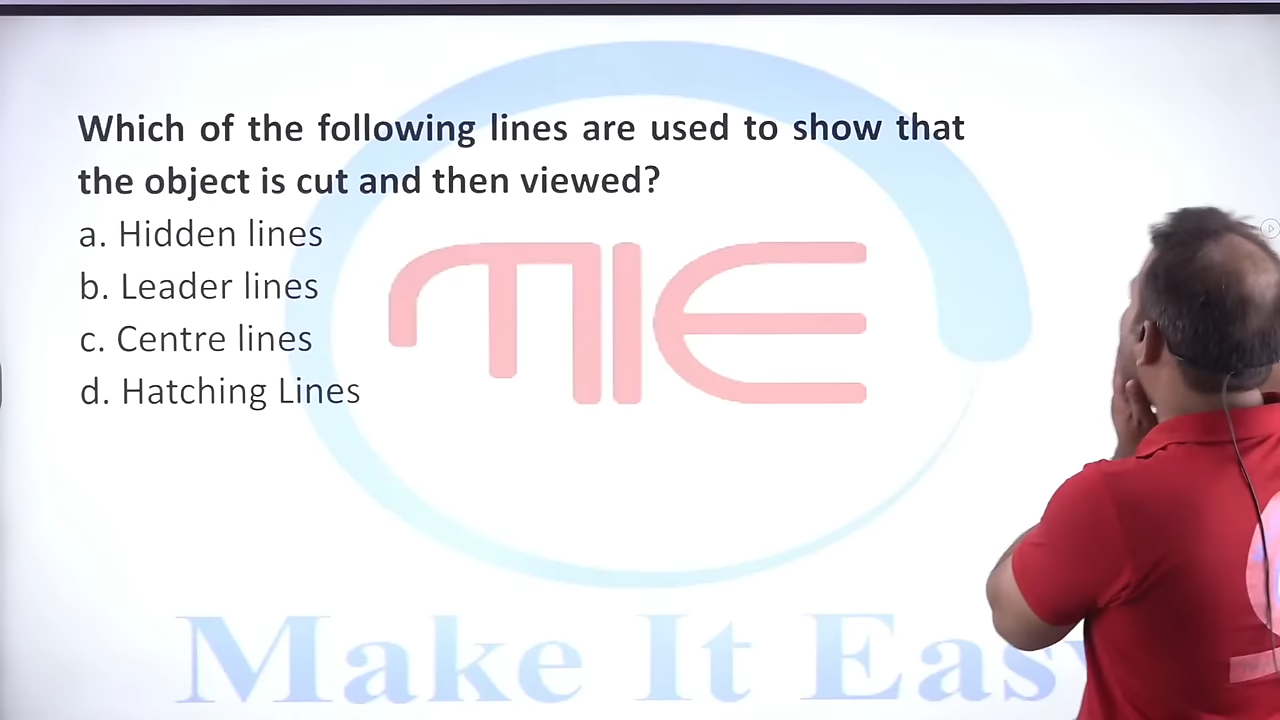 Which of the following lines are used to show that
the object is cut and then viewed?
a. Hidden lines
b. Leader lines
c. Centre lines
d. Hatching Lines
MIE
Make It Easy